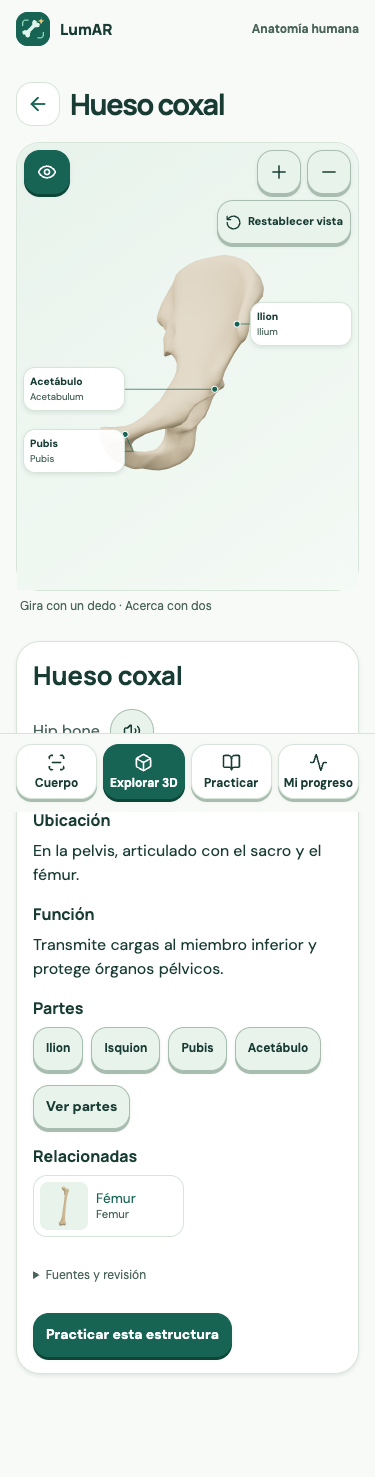 LumAR
Anatomía humana
Hueso coxal
Restablecer vista
Ilion
Ilium
Acetábulo
Acetabulum
Pubis
Pubis
Gira con un dedo · Acerca con dos
Hueso coxal
Hip bone
Cuerpo
Explorar 3D
Practicar
Mi progreso
Ubicación
En la pelvis, articulado con el sacro y el
fémur.
Función
Transmite cargas al miembro inferior y
protege órganos pélvicos.
Partes
Ilion
Isquion
Pubis
Acetábulo
Ver partes
Relacionadas
Fémur
Femur
Fuentes y revisión
Practicar esta estructura